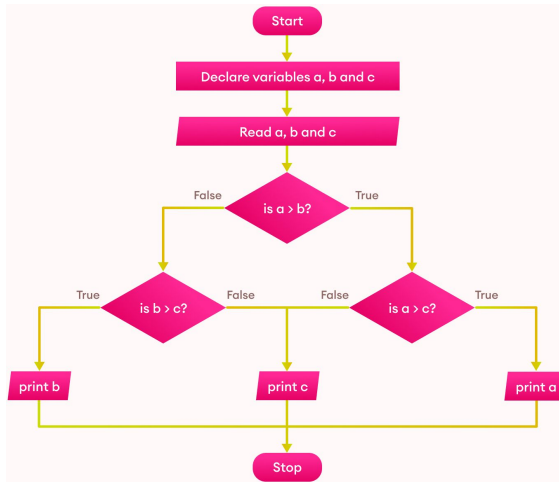 Start
Declare variables a, b and c
Read a, b and c
False
True
is a > b?
True
is b > c?
False
False
is a > c?
True
print b
print c
print a
Stop